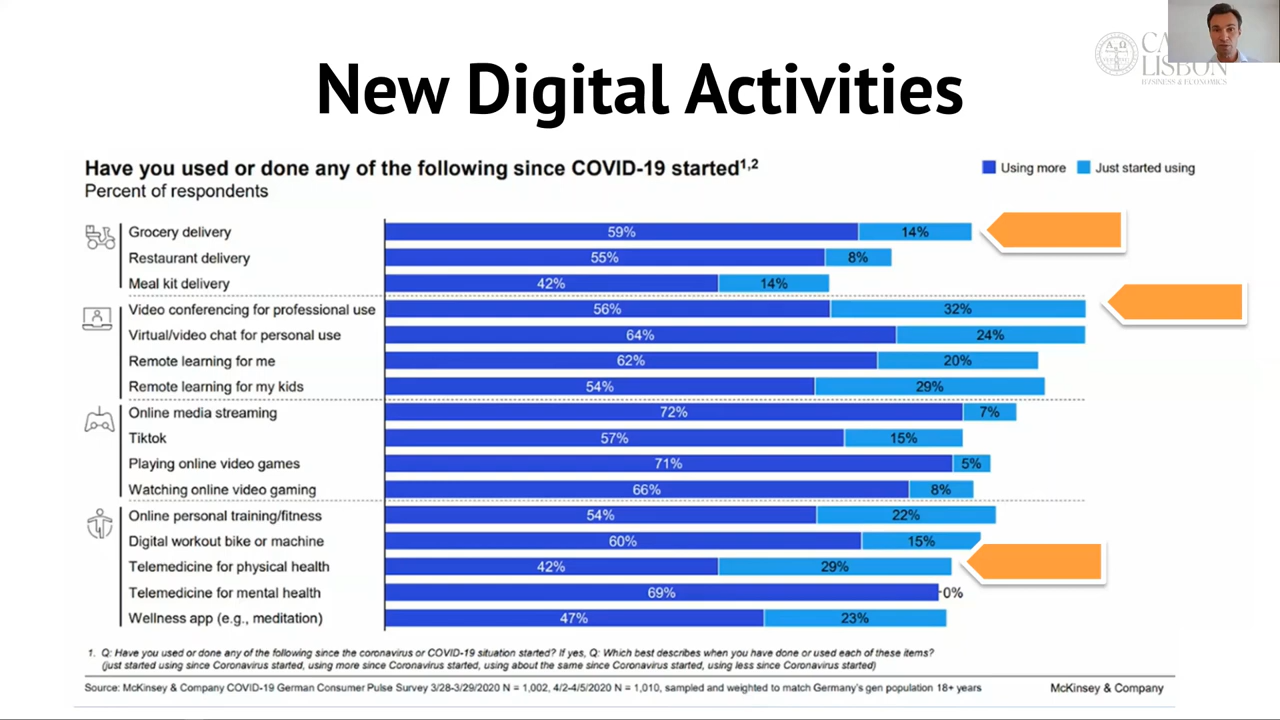 CA
LISBON
BUSINESS & ECONOMICS
New Digital Activities
Have you used or done any of the following since COVID-19 started1,2
Percent of respondents
Using more
Just started using
Grocery delivery 59% 14%
Restaurant delivery 55% 8%
Meal kit delivery 42% 14%
Video conferencing for professional use 56% 32%
Virtual/video chat for personal use 64% 24%
Remote learning for me 62% 20%
Remote learning for my kids 54% 29%
Online media streaming 72% 7%
Tiktok 57% 15%
Playing online video games 71% 5%
Watching online video gaming 66% 8%
Online personal training/fitness 54% 22%
Digital workout bike or machine 60% 15%
Telemedicine for physical health 42% 29%
Telemedicine for mental health 69% 0%
Wellness app (e.g., meditation) 47% 23%
1. Q: Have you used or done any of the following since the coronavirus or COVID-19 situation started? If yes, Q: Which best describes when you have done or used each of these items?
(just started using since Coronavirus started, using more since Coronavirus started, using about the same since Coronavirus started, using less since Coronavirus started)
Source: McKinsey & Company COVID-19 German Consumer Pulse Survey 3/28-3/29/2020 N = 1,002, 4/2-4/5/2020 N = 1,010, sampled and weighted to match Germany's gen population 18+ years
McKinsey & Company